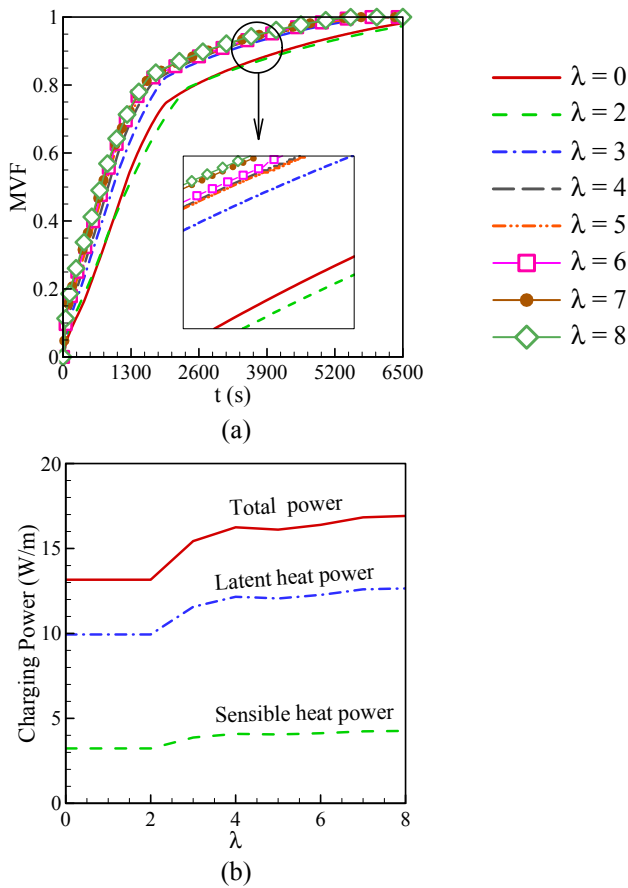 MVF
1
0.8
0.6
0.4
0.2
0
0 1300 2600 3900 5200 6500
t (s)
(a)
λ = 0
λ = 2
λ = 3
λ = 4
λ = 5
λ = 6
λ = 7
λ = 8
Charging Power (W/m)
20
15
10
5
0
Total power
Latent heat power
Sensible heat power
0 2 4 6 8
λ
(b)